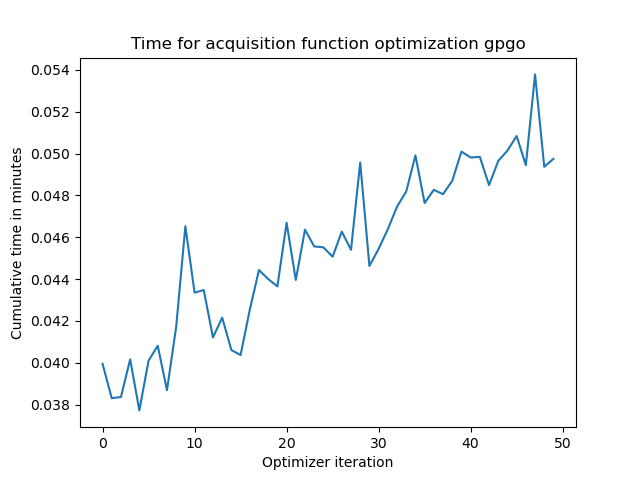 Time for acquisition function optimization gpgo
0.054
0.052
0.050
0.048
0.046
0.044
0.042
0.040
0.038
Cumulative time in minutes
0 10 20 30 40 50
Optimizer iteration